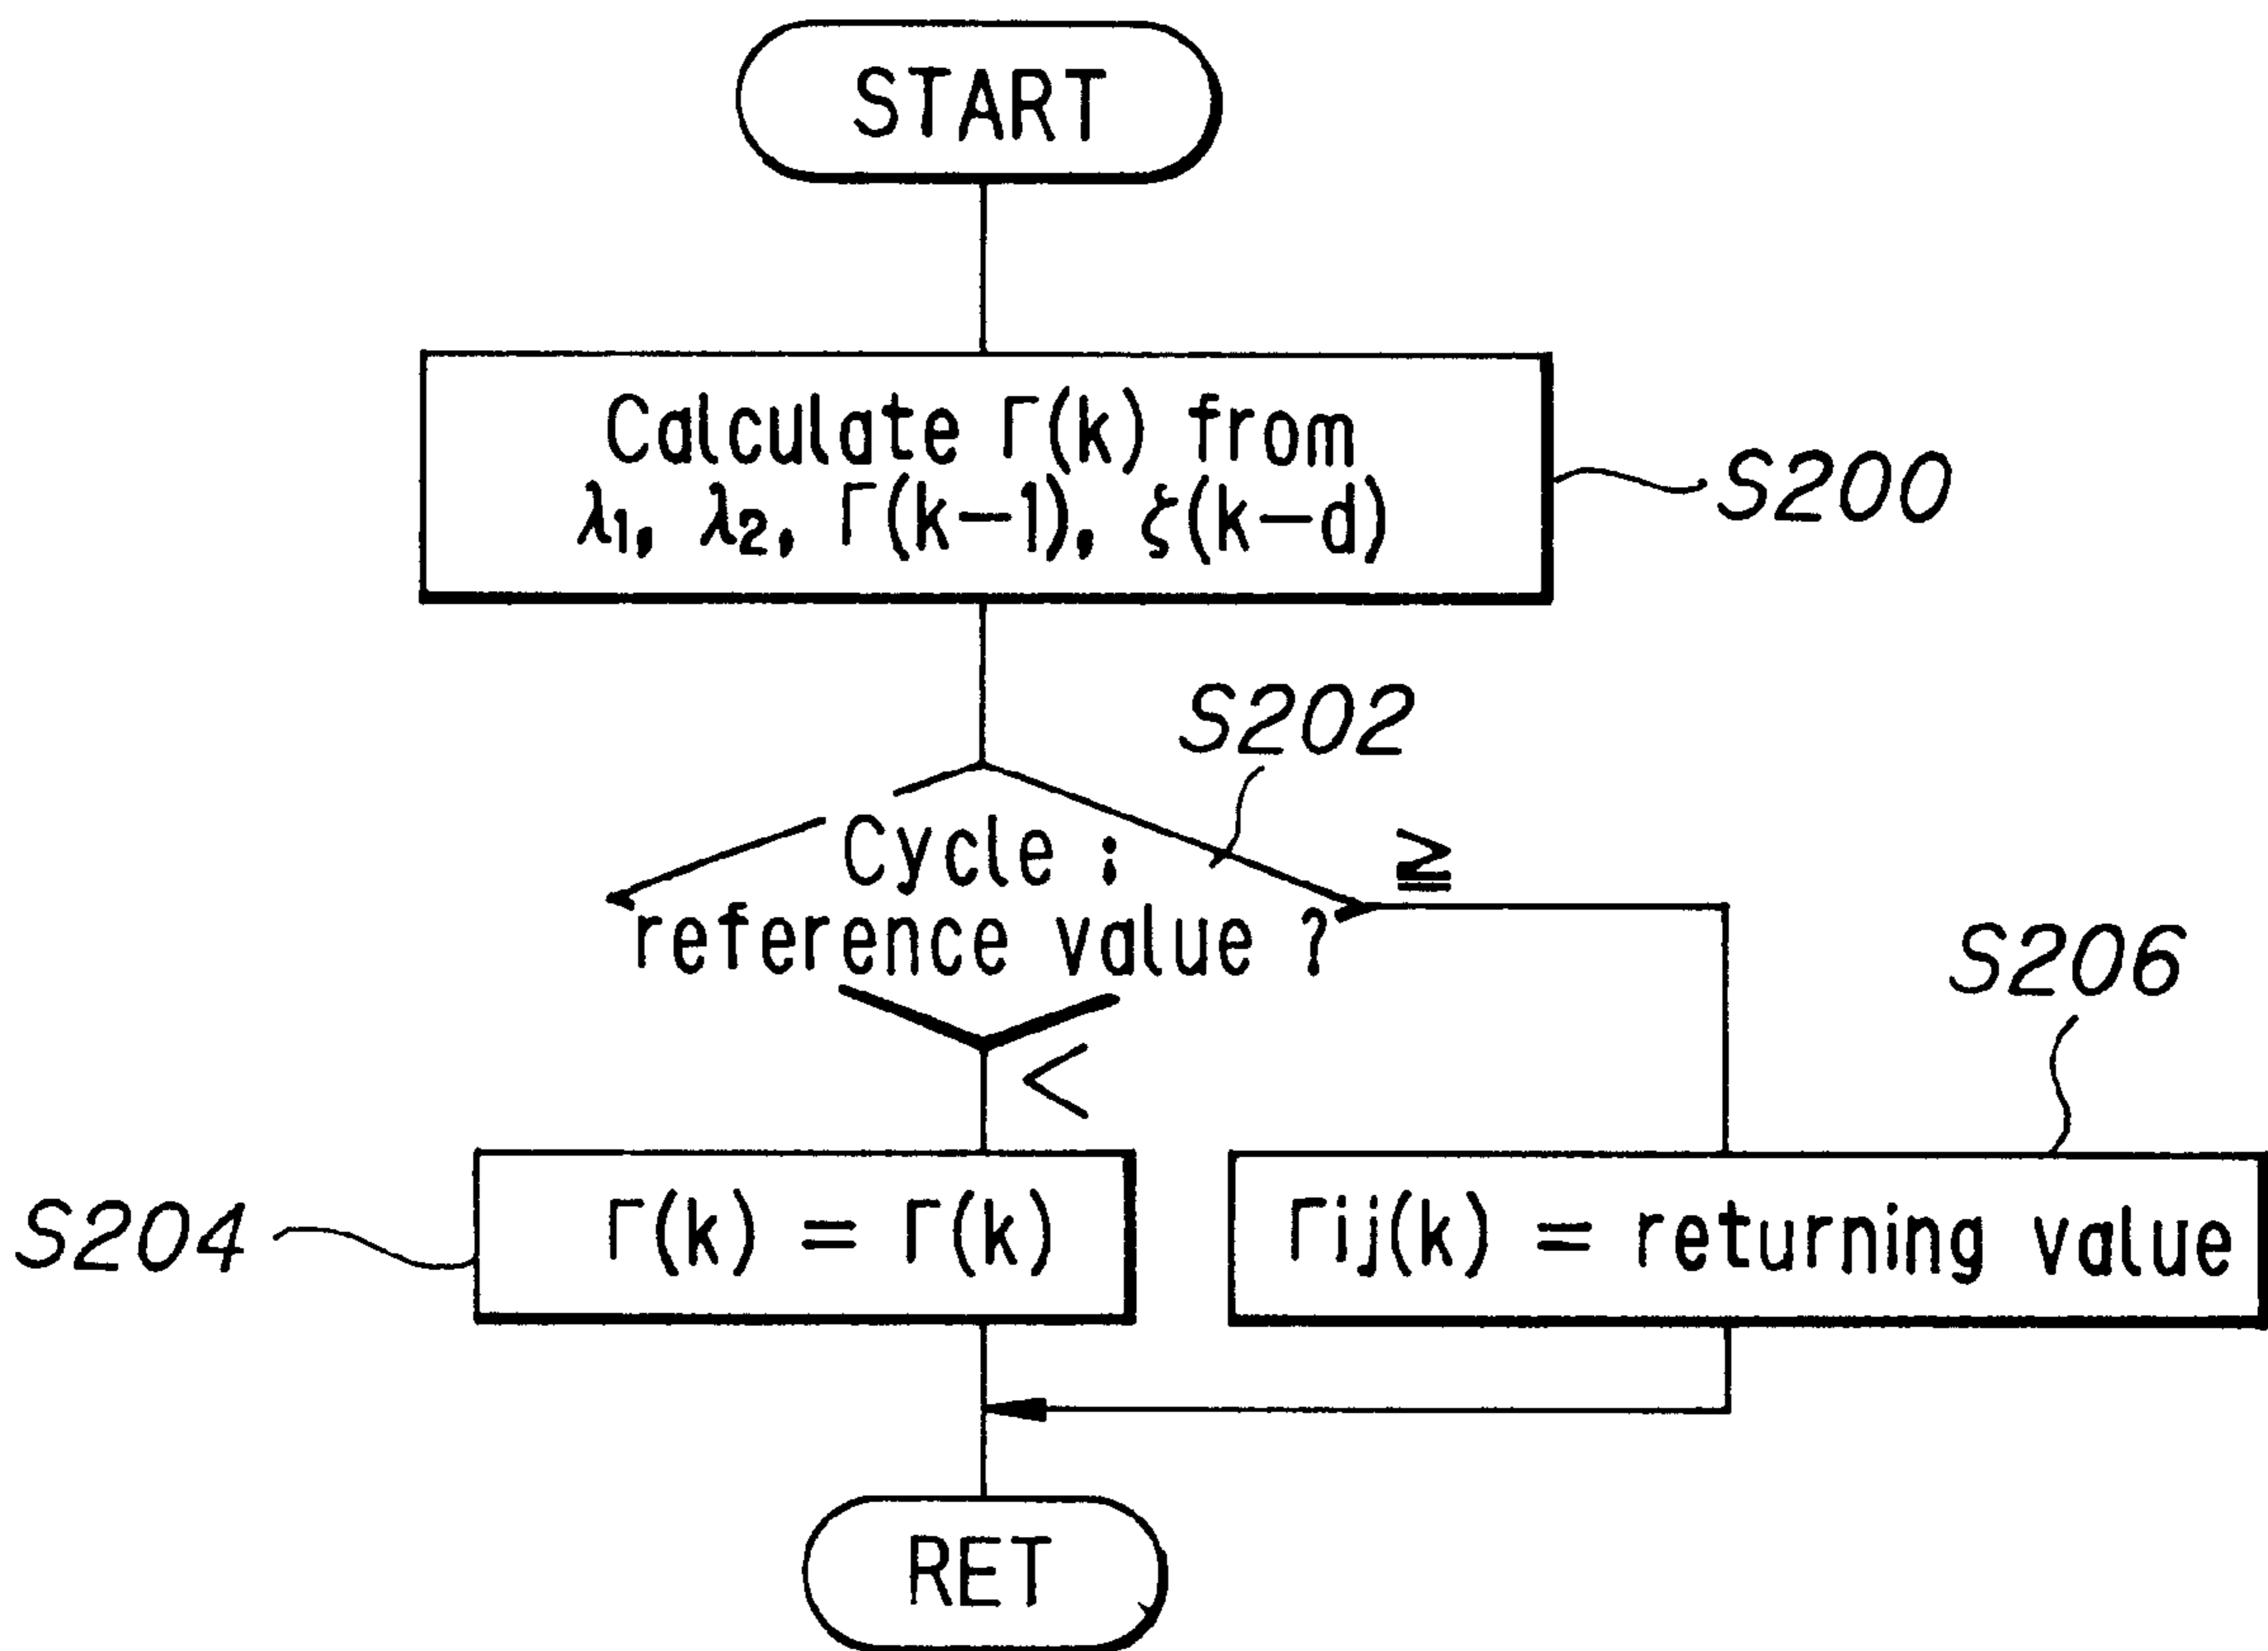 START
Calculate Γ(k) from
λ1, λ2, Γ(k−1), ζ(k−d)
S200
S202
Cycle :
reference value ?
≧
<
S206
S204
Γ(k) = Γ(k)
Γij(k) = returning value
RET